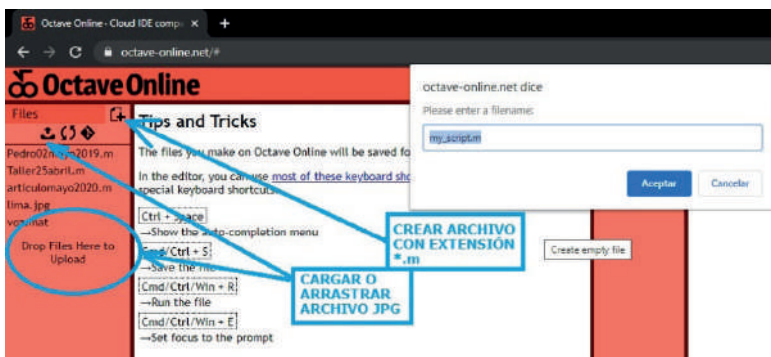 Octave Online - Cloud IDE comp
octave-online.net/#
Octave Online
Files
Pedro02mayo2019.m
Taller25abril.m
articulomayo2020.m
lima.jpg
voz.mat
Drop Files Here to
Upload
Tips and Tricks
The files you make on Octave Online will be saved fo
In the editor, you can use most of these keyboard sho
special keyboard shortcuts
Ctrl + Space
→Show the auto-completion menu
Cmd/Ctrl + S
→Save the file
Cmd/Ctrl/Win + R
→Run the file
Cmd/Ctrl/Win + E
→Set focus to the prompt
octave-online.net dice
Please enter a filename:
my_script.m
Aceptar
Cancelar
CREAR ARCHIVO
CON EXTENSIÓN
*.m
Create empty file
CARGAR O
ARRASTRAR
ARCHIVO JPG